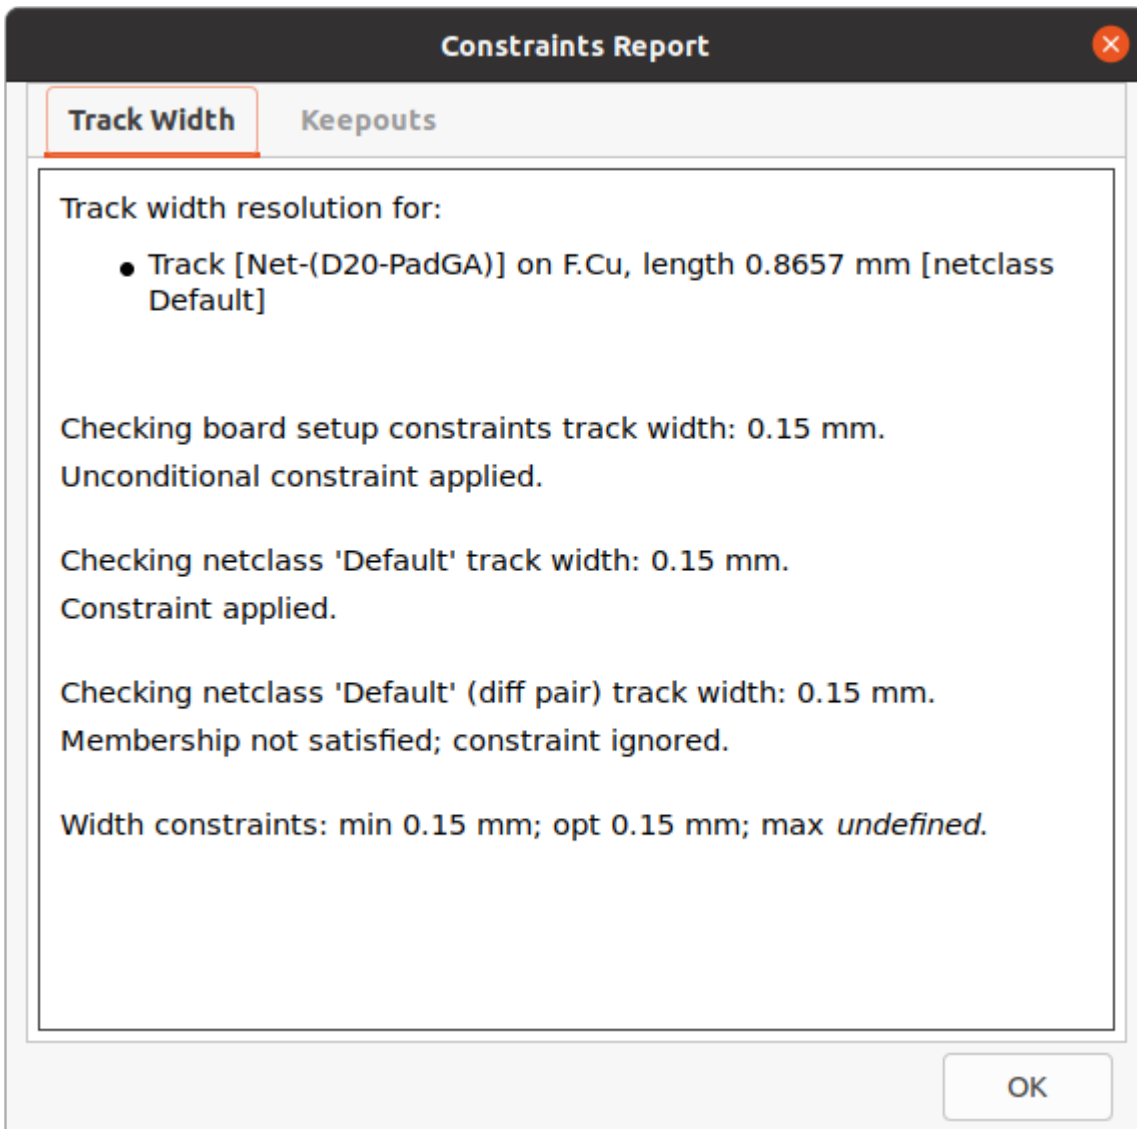 Constraints Report
Track Width Keepouts
Track width resolution for:
● Track [Net-(D20-PadGA)] on F.Cu, length 0.8657 mm [netclass
Default]
Checking board setup constraints track width: 0.15 mm.
Unconditional constraint applied.
Checking netclass 'Default' track width: 0.15 mm.
Constraint applied.
Checking netclass 'Default' (diff pair) track width: 0.15 mm.
Membership not satisfied; constraint ignored.
Width constraints: min 0.15 mm; opt 0.15 mm; max undefined.
OK